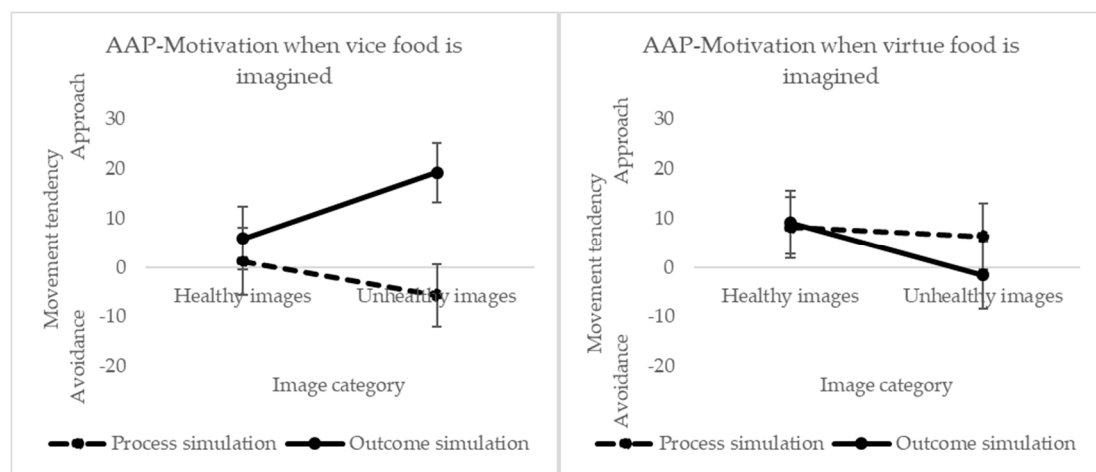 AAP-Motivation when vice food is
imagined
Approach
Movement tendency
Avoidance
30
20
10
0
-10
-20
Healthy images
Unhealthy images
Image category
Process simulation
Outcome simulation
AAP-Motivation when virtue food is
imagined
Approach
Movement tendency
Avoidance
30
20
10
0
-10
-20
Healthy images
Unhealthy images
Image category
Process simulation
Outcome simulation